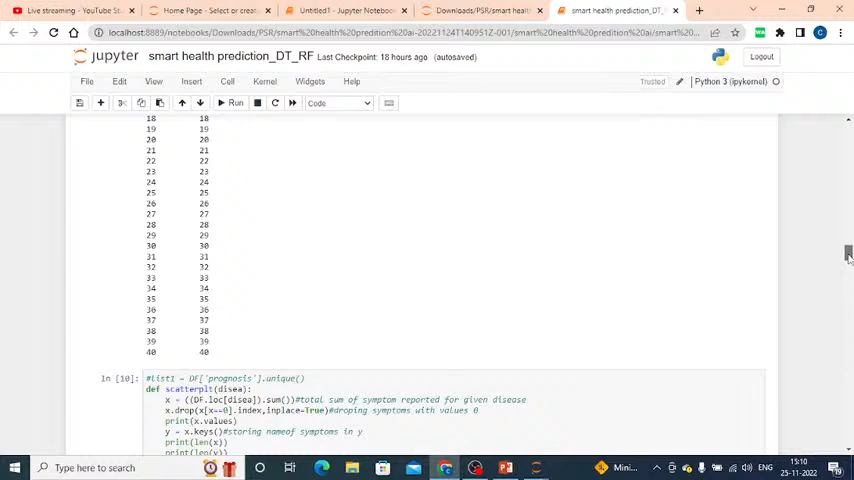 Live streaming - YouTube St
Home Page - Select or creat
Untitled1 - Jupyter Notebook
Downloads/PSR/smart health
smart health prediction_DT_R
localhost:8889/notebooks/Downloads/PSR/smart%20health%20predition%20ai-20221124T140951Z-001/smart%20health%20predition%20ai/smart%20...
C
jupyter smart health prediction_DT_RF Last Checkpoint: 18 hours ago (autosaved)
Logout
File Edit View Insert Cell Kernel Widgets Help
Trusted
Python 3 (ipykernel)
Run
Code
18 18
19 19
20 20
21 21
22 22
23 23
24 24
25 25
26 26
27 27
28 28
29 29
30 30
31 31
32 32
33 33
34 34
35 35
36 36
37 37
38 38
39 39
40 40
In [10]:
#list1 = DF['prognosis'].unique()
def scatterplt(disea):
x = ((DF.loc[disea]).sum())#total sum of symptom reported for given disease
x.drop(x[x==0].index,inplace=True)#droping symptoms with values 0
print(x.values)
y = x.keys()#storing nameof symptoms in y
print(len(x))
print(len(y))
Type here to search
Mini...
ENG
15:10
25-11-2022